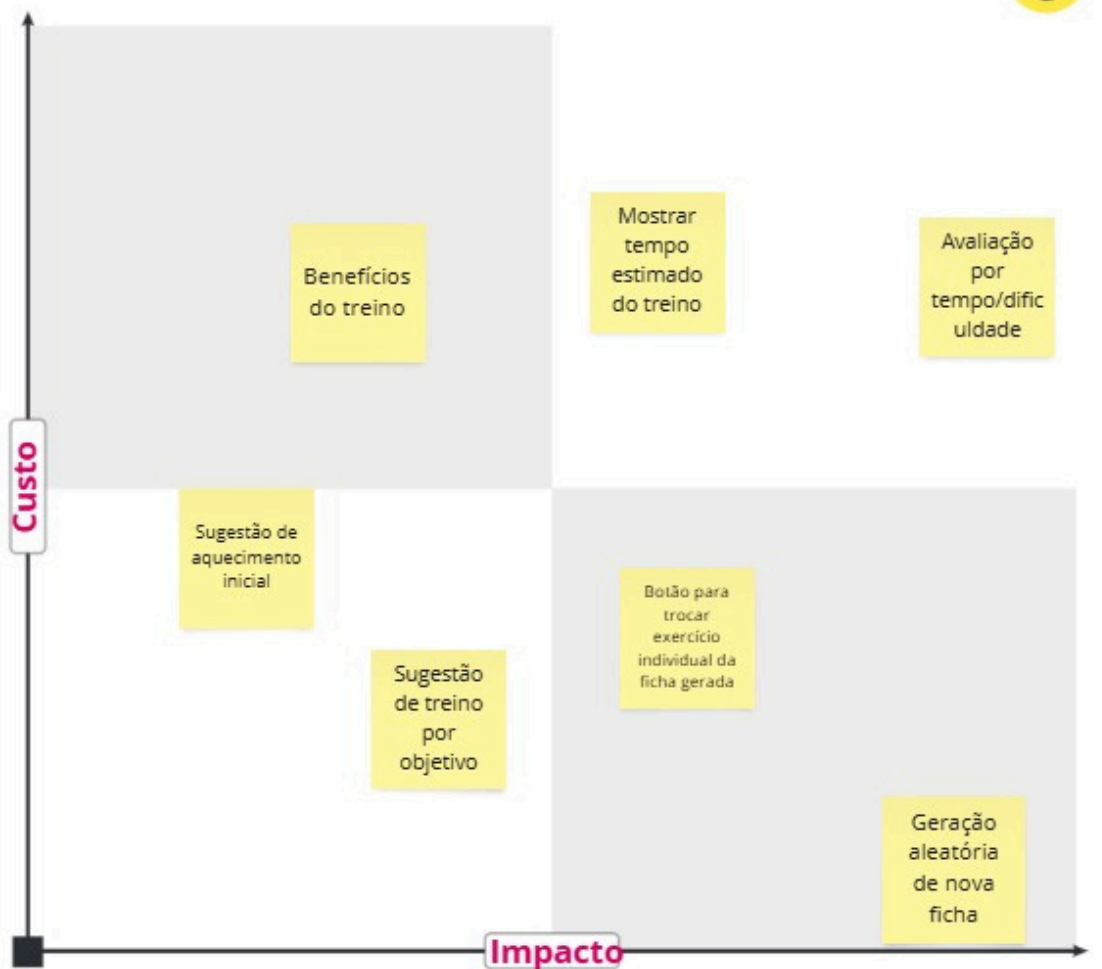 Mostrar
tempo
estimado
do treino
Avaliação
por
tempo/dific
uldade
Benefícios
do treino
Custo
Sugestão de
aquecimento
inicial
Botão para
trocar
exercício
individual da
ficha gerada
Sugestão
de treino
por
objetivo
Geração
aleatória
de nova
ficha
Impacto